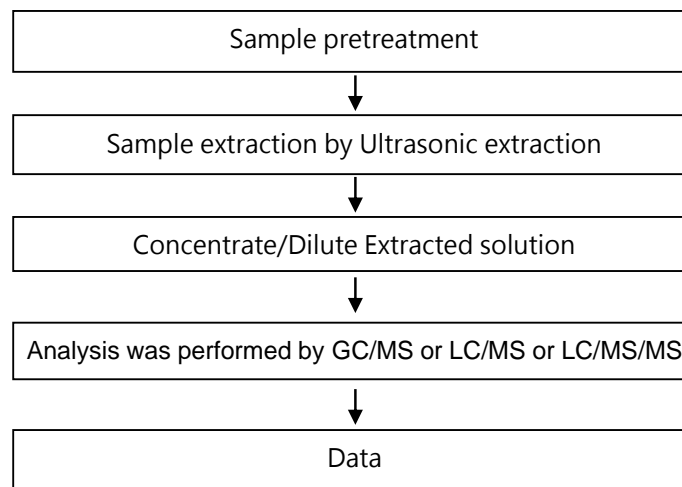 Sample pretreatment
Sample extraction by Ultrasonic extraction
Concentrate/Dilute Extracted solution
Analysis was performed by GC/MS or LC/MS or LC/MS/MS
Data